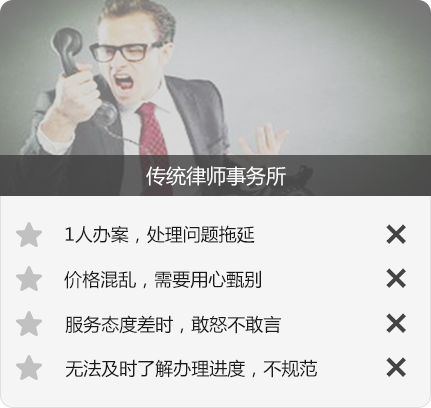 传统律师事务所
1人办案，处理问题拖延
价格混乱，需要用心甄别
服务态度差时，敢怒不敢言
无法及时了解办理进度，不规范